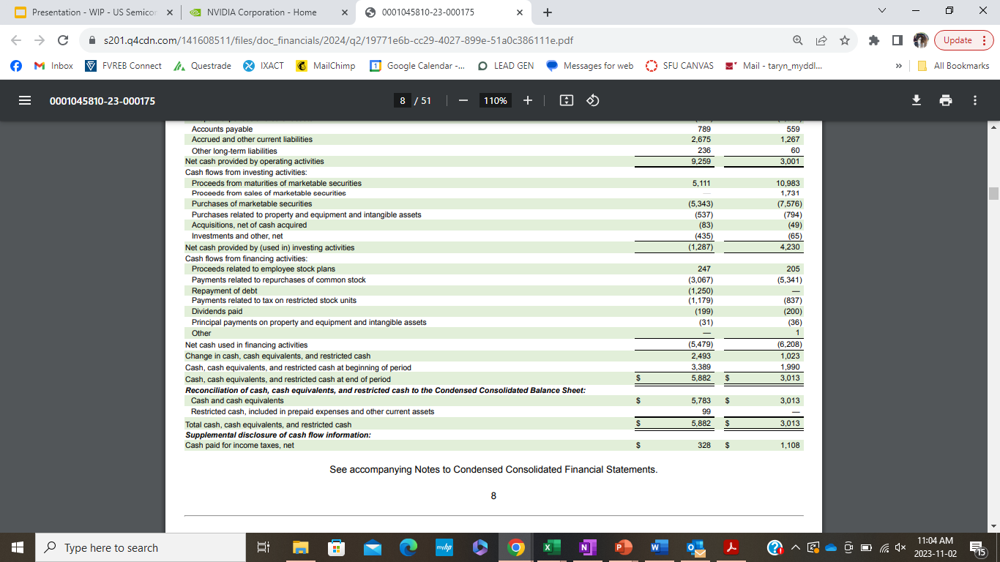 Presentation - WIP - US Semicor
NVIDIA Corporation - Home
0001045810-23-000175
s201.q4cdn.com/141608511/files/doc_financials/2024/q2/19771e6b-cc29-4027-899e-51a0c386111e.pdf
Update
Inbox FVREB Connect Questrade IXACT MailChimp Google Calendar -... LEAD GEN Messages for web SFU CANVAS Mail - taryn_myddl... » All Bookmarks
0001045810-23-000175 8 / 51 — 110% +
Accounts payable 789 559
Accrued and other current liabilities 2,675 1,267
Other long-term liabilities 236 60
Net cash provided by operating activities 9,259 3,001
Cash flows from investing activities:
Proceeds from maturities of marketable securities 5,111 10,983
Proceeds from sales of marketable securities — 1,731
Purchases of marketable securities (5,343) (7,576)
Purchases related to property and equipment and intangible assets (537) (794)
Acquisitions, net of cash acquired (83) (49)
Investments and other, net (435) (65)
Net cash provided by (used in) investing activities (1,287) 4,230
Cash flows from financing activities:
Proceeds related to employee stock plans 247 205
Payments related to repurchases of common stock (3,067) (5,341)
Repayment of debt (1,250) —
Payments related to tax on restricted stock units (1,179) (837)
Dividends paid (199) (200)
Principal payments on property and equipment and intangible assets (31) (36)
Other — 1
Net cash used in financing activities (5,479) (6,208)
Change in cash, cash equivalents, and restricted cash 2,493 1,023
Cash, cash equivalents, and restricted cash at beginning of period 3,389 1,990
Cash, cash equivalents, and restricted cash at end of period $ 5,882 $ 3,013
Reconciliation of cash, cash equivalents, and restricted cash to the Condensed Consolidated Balance Sheet:
Cash and cash equivalents $ 5,783 $ 3,013
Restricted cash, included in prepaid expenses and other current assets 99 —
Total cash, cash equivalents, and restricted cash $ 5,882 $ 3,013
Supplemental disclosure of cash flow information:
Cash paid for income taxes, net $ 328 $ 1,108
See accompanying Notes to Condensed Consolidated Financial Statements.
8
Type here to search
11:04 AM
2023-11-02
15